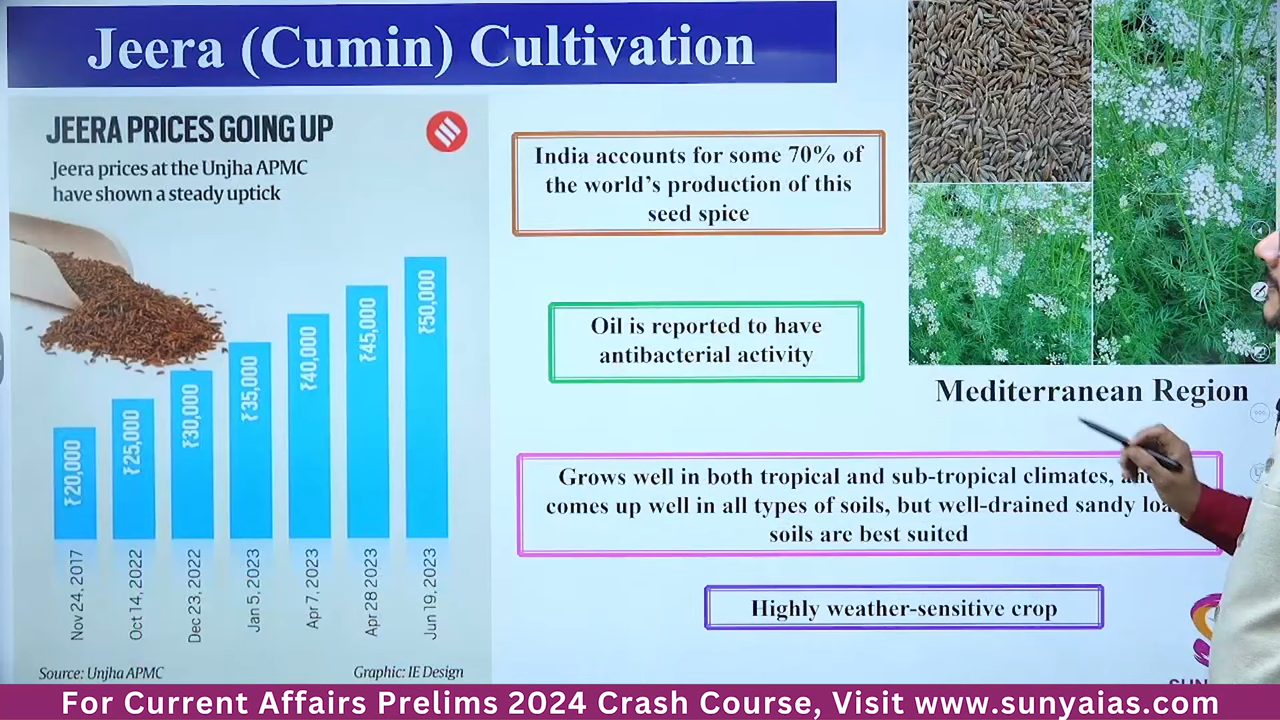 Jeera (Cumin) Cultivation
JEERA PRICES GOING UP
Jeera prices at the Unjha APMC
have shown a steady uptick
₹20,000
₹25,000
₹30,000
₹35,000
₹40,000
₹45,000
₹50,000
Nov 24, 2017
Oct 14, 2022
Dec 23, 2022
Jan 5, 2023
Apr 7, 2023
Apr 28 2023
Jun 19, 2023
Source: Unjha APMC
Graphic: IE Design
India accounts for some 70% of
the world's production of this
seed spice
Oil is reported to have
antibacterial activity
Mediterranean Region
Grows well in both tropical and sub-tropical climates,
comes up well in all types of soils, but well-drained sandy
soils are best suited
Highly weather-sensitive crop
For Current Affairs Prelims 2024 Crash Course, Visit www.sunyaias.com